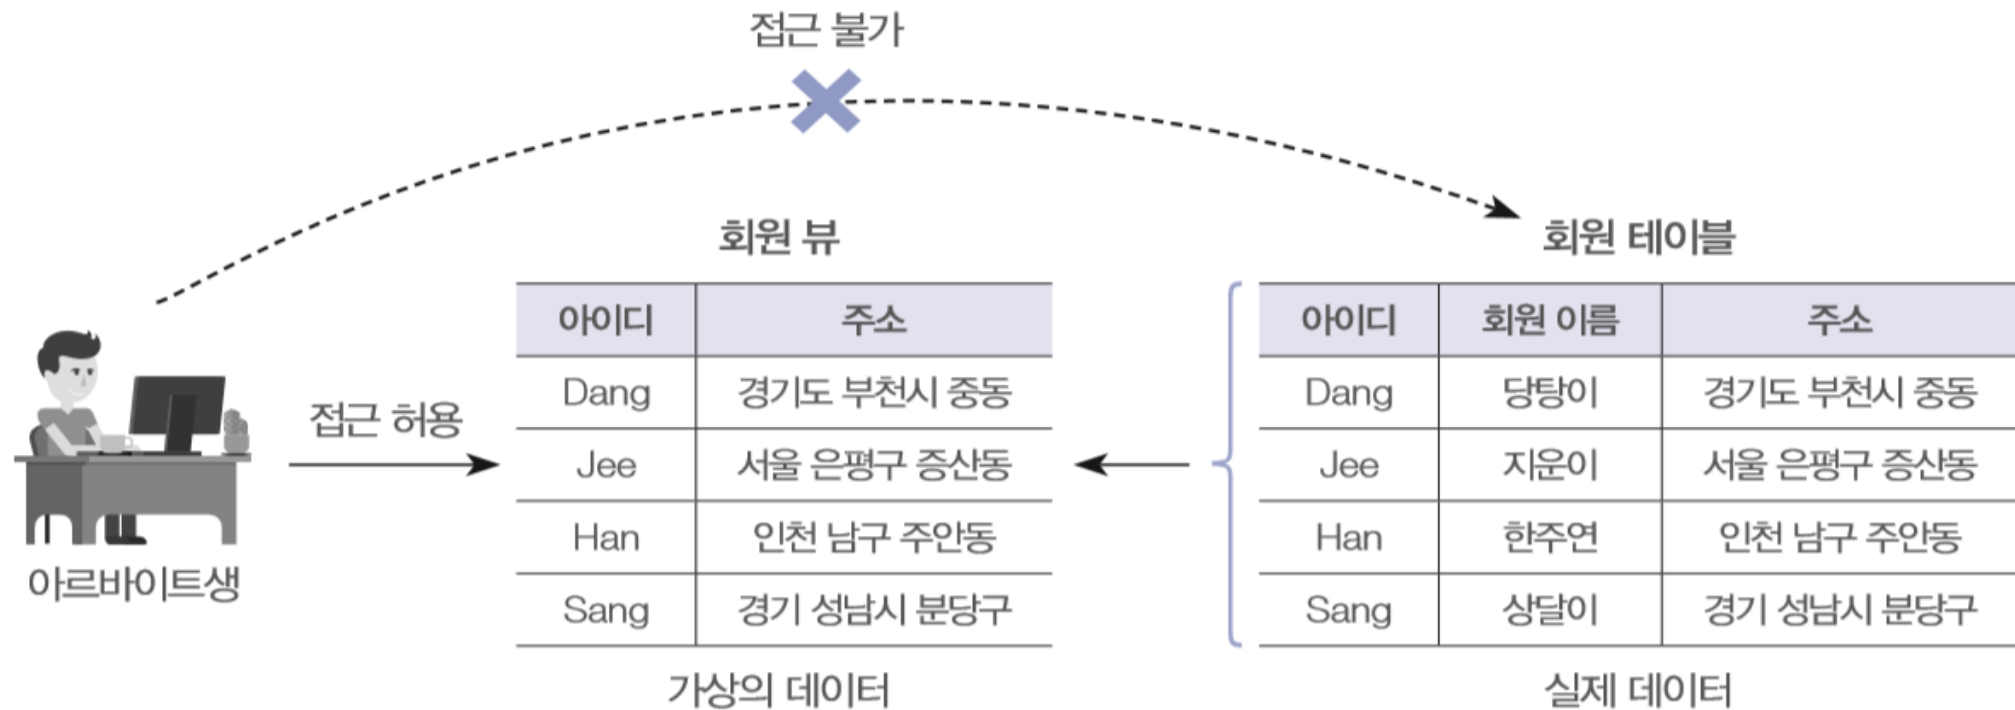 접근 불가
회원 뷰
회원 테이블
아이디 주소
아이디 회원 이름 주소
Dang 경기도 부천시 중동
Dang 당탕이 경기도 부천시 중동
접근 허용
Jee 서울 은평구 증산동
Jee 지운이 서울 은평구 증산동
Han 인천 남구 주안동
Han 한주연 인천 남구 주안동
아르바이트생
Sang 경기 성남시 분당구
Sang 상달이 경기 성남시 분당구
가상의 데이터
실제 데이터